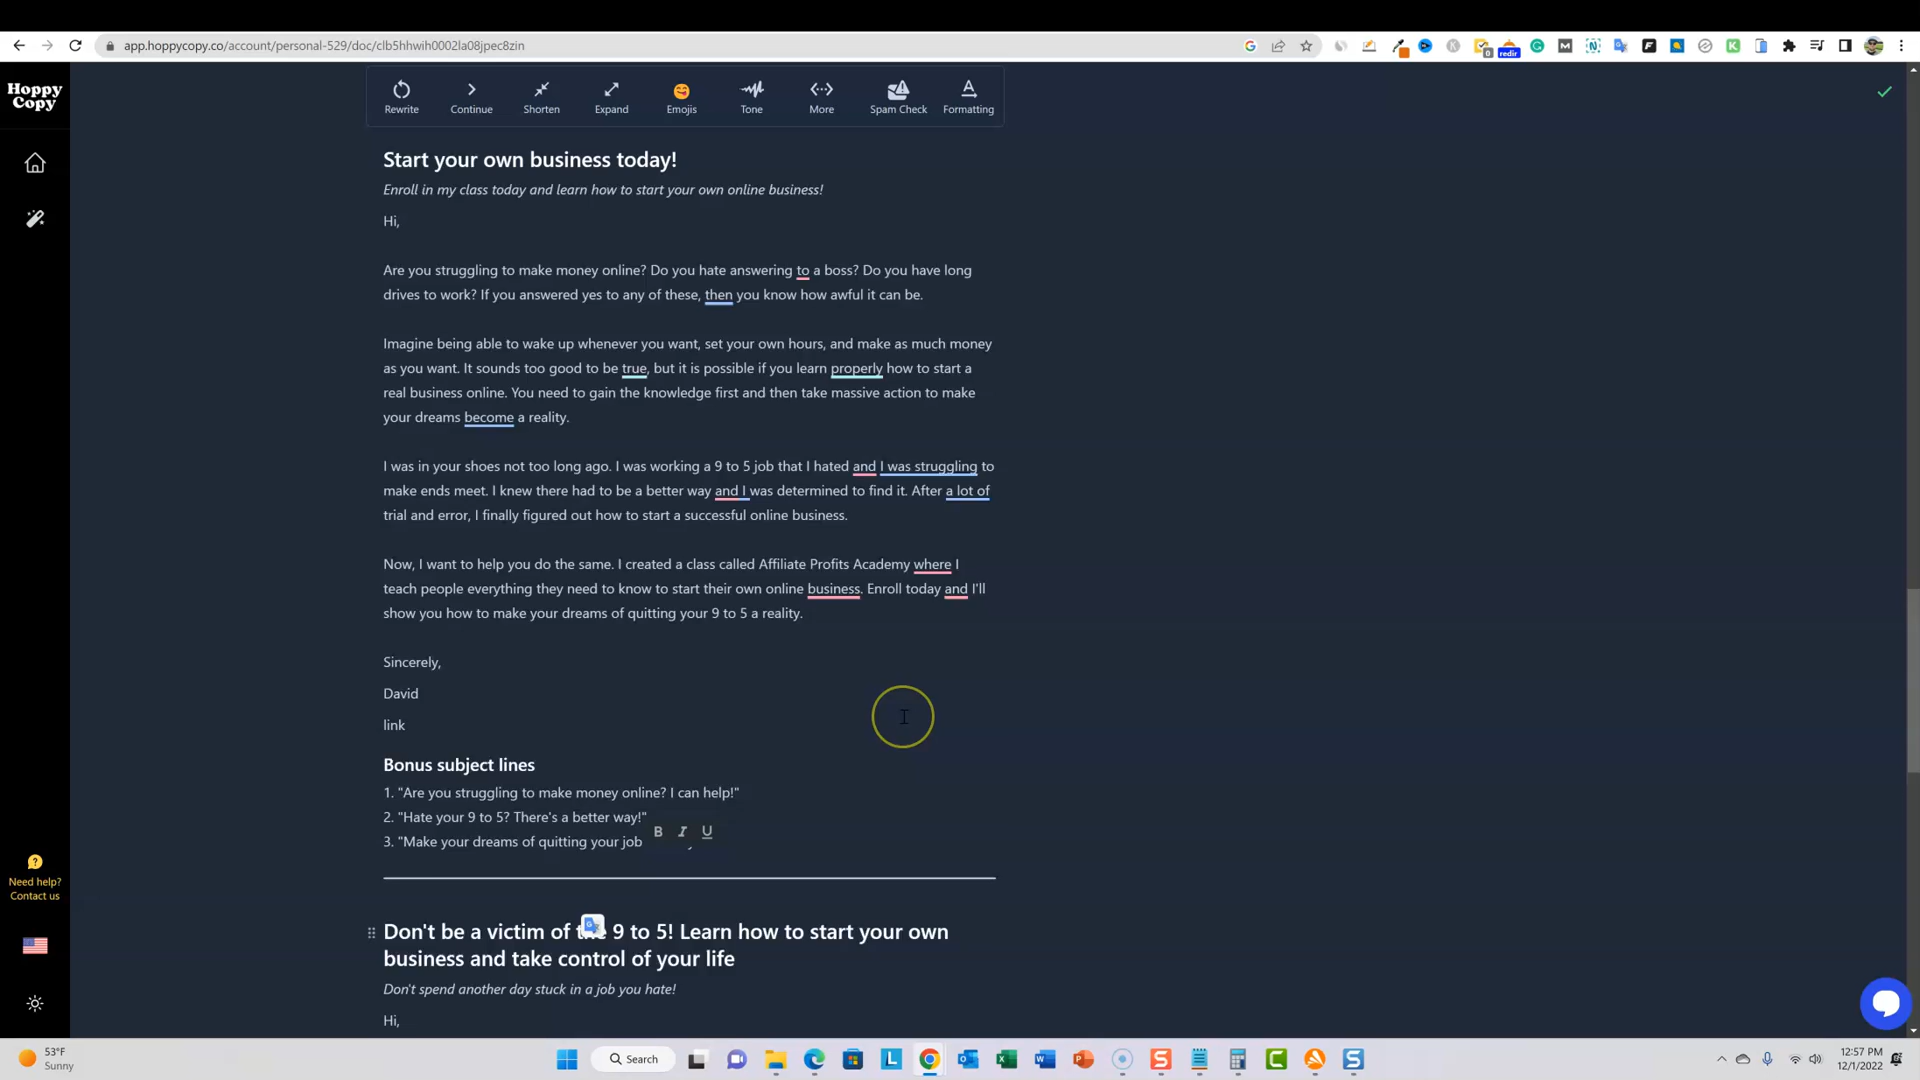 app.hoppycopy.co/account/personal-529/doc/clb5hhwih0002la08jpec8zin
redir
Hoppy
Copy
Rewrite
Continue
Shorten
Expand
Emojis
Tone
More
Spam Check
Formatting
Start your own business today!
Enroll in my class today and learn how to start your own online business!
Hi,
Are you struggling to make money online? Do you hate answering to a boss? Do you have long
drives to work? If you answered yes to any of these, then you know how awful it can be.
Imagine being able to wake up whenever you want, set your own hours, and make as much money
as you want. It sounds too good to be true, but it is possible if you learn properly how to start a
real business online. You need to gain the knowledge first and then take massive action to make
your dreams become a reality.
I was in your shoes not too long ago. I was working a 9 to 5 job that I hated and I was struggling to
make ends meet. I knew there had to be a better way and I was determined to find it. After a lot of
trial and error, I finally figured out how to start a successful online business.
Now, I want to help you do the same. I created a class called Affiliate Profits Academy where I
teach people everything they need to know to start their own online business. Enroll today and I'll
show you how to make your dreams of quitting your 9 to 5 a reality.
Sincerely,
David
link
Bonus subject lines
1. "Are you struggling to make money online? I can help!"
2. "Hate your 9 to 5? There's a better way!"
3. "Make your dreams of quitting your job
B I U
Don't be a victim of 9 to 5! Learn how to start your own
business and take control of your life
Don't spend another day stuck in a job you hate!
Hi,
Need help?
Contact us
53°F
Sunny
Search
12:57 PM
12/1/2022